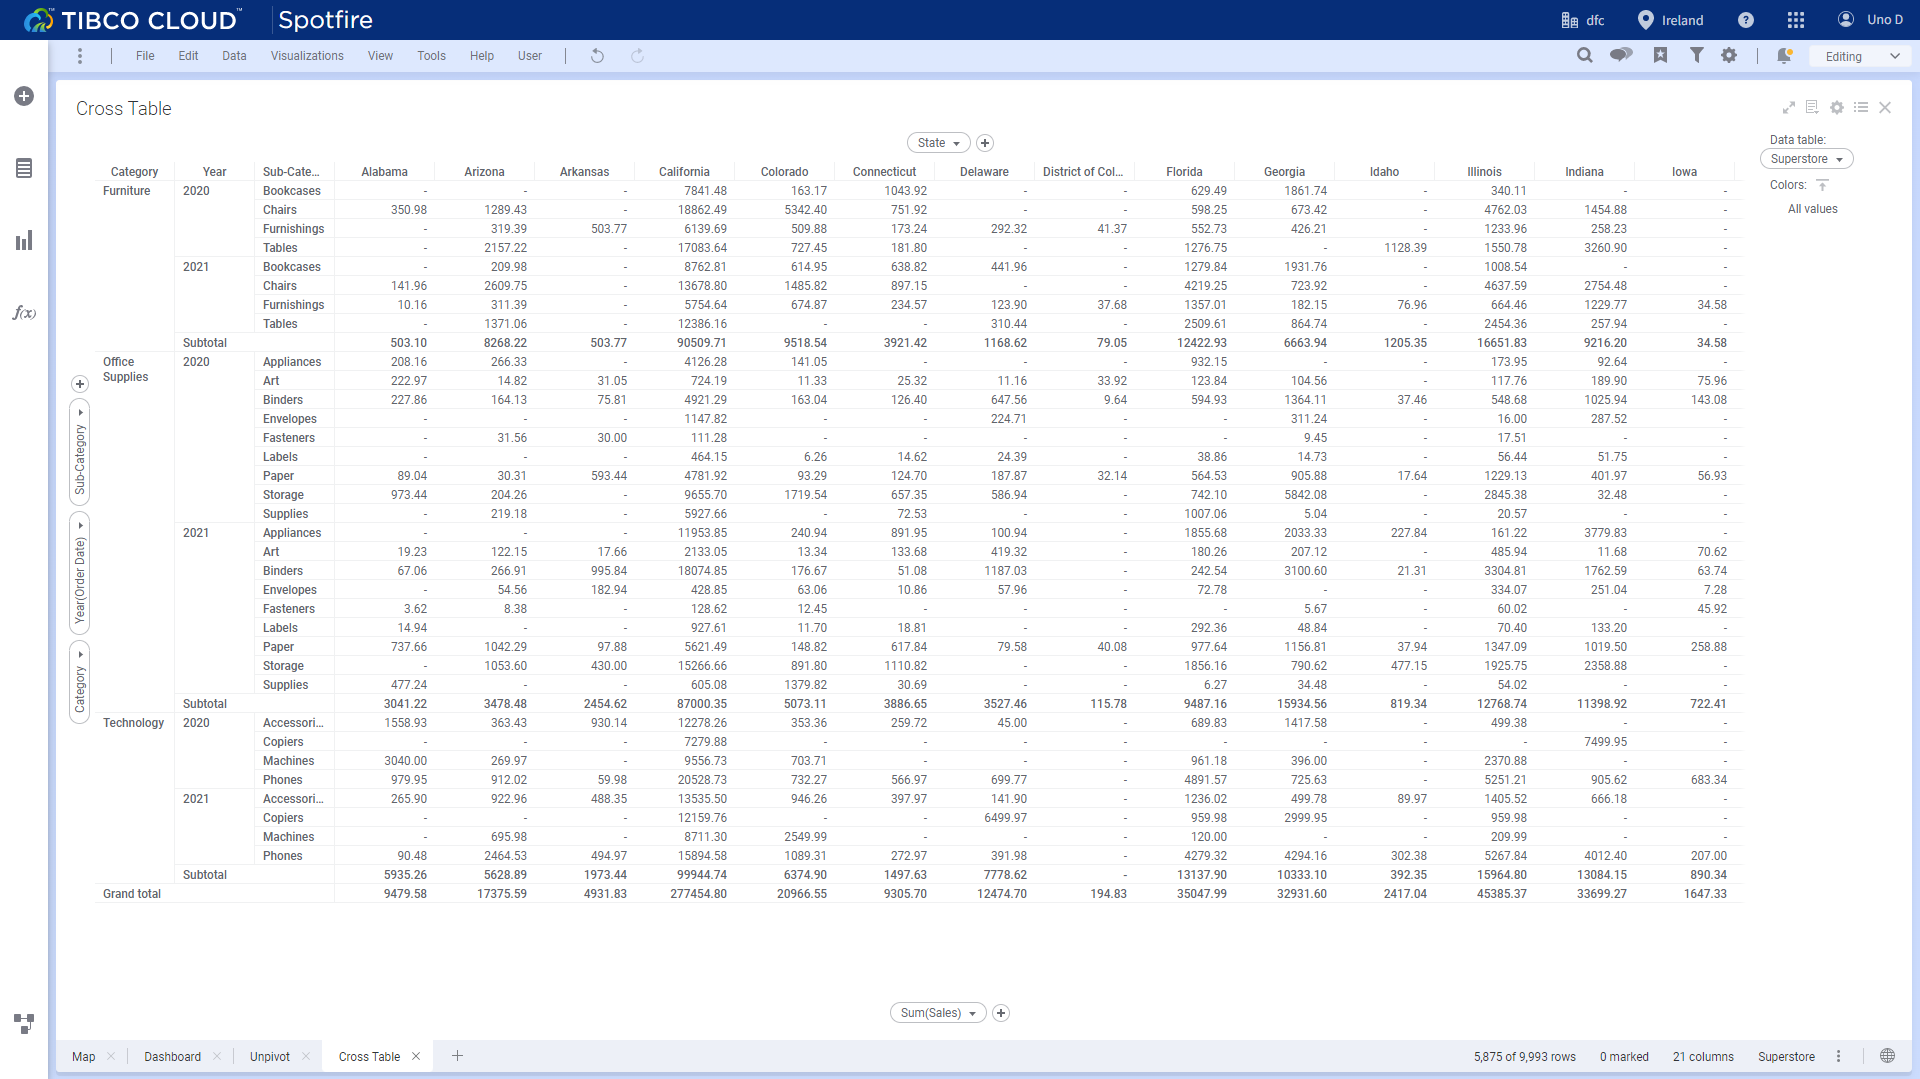 TIBCO CLOUD™ Spotfire dfc Ireland ? Uno D
File Edit Data Visualizations View Tools Help User Editing
Cross Table
State
Data table:
Superstore
Colors:
All values
Category Year Sub-Cate... Alabama Arizona Arkansas California Colorado Connecticut Delaware District of Col... Florida Georgia Idaho Illinois Indiana Iowa
Furniture 2020 Bookcases - - - 7841.48 163.17 1043.92 - - 629.49 1861.74 - 340.11 - -
Chairs 350.98 1289.43 - 18862.49 5342.40 751.92 - - 598.25 673.42 - 4762.03 1454.88 -
Furnishings - 319.39 503.77 6139.69 509.88 173.24 292.32 41.37 552.73 426.21 - 1233.96 258.23 -
Tables - 2157.22 - 17083.64 727.45 181.80 - - 1276.75 - 1128.39 1550.78 3260.90 -
2021 Bookcases - 209.98 - 8762.81 614.95 638.82 441.96 - 1279.84 1931.76 - 1008.54 - -
Chairs 141.96 2609.75 - 13678.80 1485.82 897.15 - - 4219.25 723.92 - 4637.59 2754.48 -
Furnishings 10.16 311.39 - 5754.64 674.87 234.57 123.90 37.68 1357.01 182.15 76.96 664.46 1229.77 34.58
Tables - 1371.06 - 12386.16 - - 310.44 - 2509.61 864.74 - 2454.36 257.94 -
Subtotal 503.10 8268.22 503.77 90509.71 9518.54 3921.42 1168.62 79.05 12422.93 6663.94 1205.35 16651.83 9216.20 34.58
Office Supplies 2020 Appliances 208.16 266.33 - 4126.28 141.05 - - - 932.15 - - 173.95 92.64 -
Art 222.97 14.82 31.05 724.19 11.33 25.32 11.16 33.92 123.84 104.56 - 117.76 189.90 75.96
Binders 227.86 164.13 75.81 4921.29 163.04 126.40 647.56 9.64 594.93 1364.11 37.46 548.68 1025.94 143.08
Envelopes - - - 1147.82 - - 224.71 - - 311.24 - 16.00 287.52 -
Fasteners - 31.56 30.00 111.28 - - - - - 9.45 - 17.51 - -
Labels - - - 464.15 6.26 14.62 24.39 - 38.86 14.73 - 56.44 51.75 -
Paper 89.04 30.31 593.44 4781.92 93.29 124.70 187.87 32.14 564.53 905.88 17.64 1229.13 401.97 56.93
Storage 973.44 204.26 - 9655.70 1719.54 657.35 586.94 - 742.10 5842.08 - 2845.38 32.48 -
Supplies - 219.18 - 5927.66 - 72.53 - - 1007.06 5.04 - 20.57 - -
2021 Appliances - - - 11953.85 240.94 891.95 100.94 - 1855.68 2033.33 227.84 161.22 3779.83 -
Art 19.23 122.15 17.66 2133.05 13.34 133.68 419.32 - 180.26 207.12 - 485.94 11.68 70.62
Binders 67.06 266.91 995.84 18074.85 176.67 51.08 1187.03 - 242.54 3100.60 21.31 3304.81 1762.59 63.74
Envelopes - 54.56 182.94 428.85 63.06 10.86 57.96 - 72.78 - - 334.07 251.04 7.28
Fasteners 3.62 8.38 - 128.62 12.45 - - - - 5.67 - 60.02 - 45.92
Labels 14.94 - - 927.61 11.70 18.81 - - 292.36 48.84 - 70.40 133.20 -
Paper 737.66 1042.29 97.88 5621.49 148.82 617.84 79.58 40.08 977.64 1156.81 37.94 1347.09 1019.50 258.88
Storage - 1053.60 430.00 15266.66 891.80 1110.82 - - 1856.16 790.62 477.15 1925.75 2358.88 -
Supplies 477.24 - - 605.08 1379.82 30.69 - - 6.27 34.48 - 54.02 - -
Subtotal 3041.22 3478.48 2454.62 87000.35 5073.11 3886.65 3527.46 115.78 9487.16 15934.56 819.34 12768.74 11398.92 722.41
Technology 2020 Accessori... 1558.93 363.43 930.14 12278.26 353.36 259.72 45.00 - 689.83 1417.58 - 499.38 - -
Copiers - - - 7279.88 - - - - - - - - 7499.95 -
Machines 3040.00 269.97 - 9556.73 703.71 - - - 961.18 396.00 - 2370.88 - -
Phones 979.95 912.02 59.98 20528.73 732.27 566.97 699.77 - 4891.57 725.63 - 5251.21 905.62 683.34
2021 Accessori... 265.90 922.96 488.35 13535.50 946.26 397.97 141.90 - 1236.02 499.78 89.97 1405.52 666.18 -
Copiers - - - 12159.76 - - 6499.97 - 959.98 2999.95 - 959.98 - -
Machines - 695.98 - 8711.30 2549.99 - - - 120.00 - - 209.99 - -
Phones 90.48 2464.53 494.97 15894.58 1089.31 272.97 391.98 - 4279.32 4294.16 302.38 5267.84 4012.40 207.00
Subtotal 5935.26 5628.89 1973.44 99944.74 6374.90 1497.63 7778.62 - 13137.90 10333.10 392.35 15964.80 13084.15 890.34
Grand total 9479.58 17375.59 4931.83 277454.80 20966.55 9305.70 12474.70 194.83 35047.99 32931.60 2417.04 45385.37 33699.27 1647.33
Sub-Category
Year(Order Date)
Category
f(x)
Sum(Sales)
Map Dashboard Unpivot Cross Table 5,875 of 9,993 rows 0 marked 21 columns Superstore